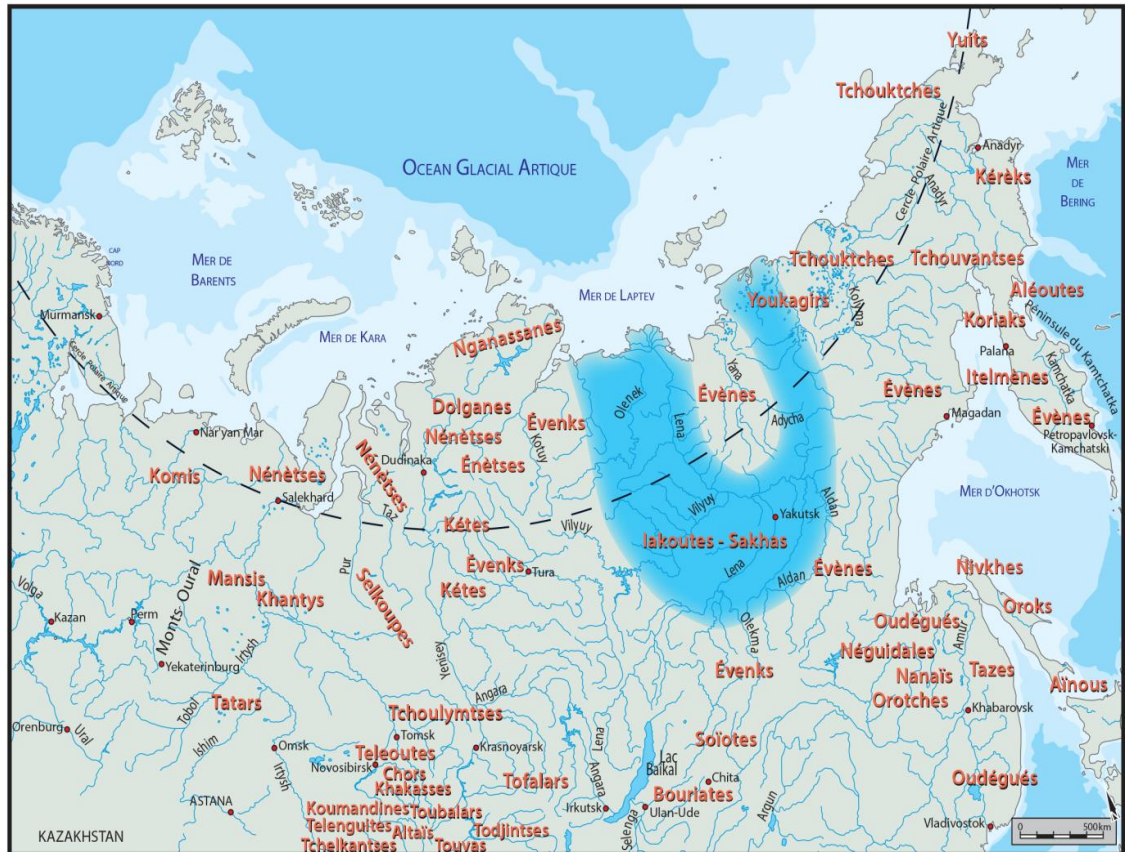 Yuits
Tchouktches
OCEAN GLACIAL ARTIQUE
Cercle Polaire Artique
Anadyr
MER
DE
BERING
Kérèks
Anadyr
CAP
NORD
MER DE
BARENTS
Tchouktches
Tchouvantses
MER DE LAPTEV
Youkagirs
Kolyma
Aléoutes
Murmansk
MER DE KARA
Nganassanes
Koriaks
Péninsule du Kamtchatka
Cercle Polaire Artique
Palana
Yana
Kamchatka
Itelmènes
Olenek
Évènes
Évènes
Dolganes
Lena
Adycha
Magadan
Évènes
Petropavlovsk-
Kamchatski
Évenks
Nar'yan Mar
Nénètses
Kotuy
Dudinaka
Énètses
Komis
Nénètses
Nénètses
Salekhard
Taz
MER D'OKHOTSK
Vilyuy
Aldan
Yakutsk
Kétes
Vilyuy
Iakoutes - Sakhas
Pur
Évenks
Tura
Lena
Aldan
Évènes
Nivkhes
Volga
Mansis
Selkoupes
Kétes
Khantys
Oroks
Kazan
Perm
Monts Oural
Olekma
Oudégués
Amur
Irtysh
Yenisey
Néguidales
Yekaterinburg
Évenks
Nanaïs
Tazes
Angara
Aïnous
Tobol
Tatars
Orotches
Tchoulymtses
Khabarovsk
Orenburg
Ural
Ishim
Tomsk
Lena
Soïotes
Omsk
Teleoutes
Krasnoyarsk
Lac
Baïkal
Novosibirsk
Chors
Angara
Chita
Oudégués
Irtysh
Khakasses
Tofalars
Bouriates
Argun
ASTANA
Koumandines
Toubalars
Irkutsk
Ulan-Ude
Telenguites
Altaïs
Todjintses
Selenga
Vladivostok
KAZAKHSTAN
Tchelkantses
Touvas
0 500km